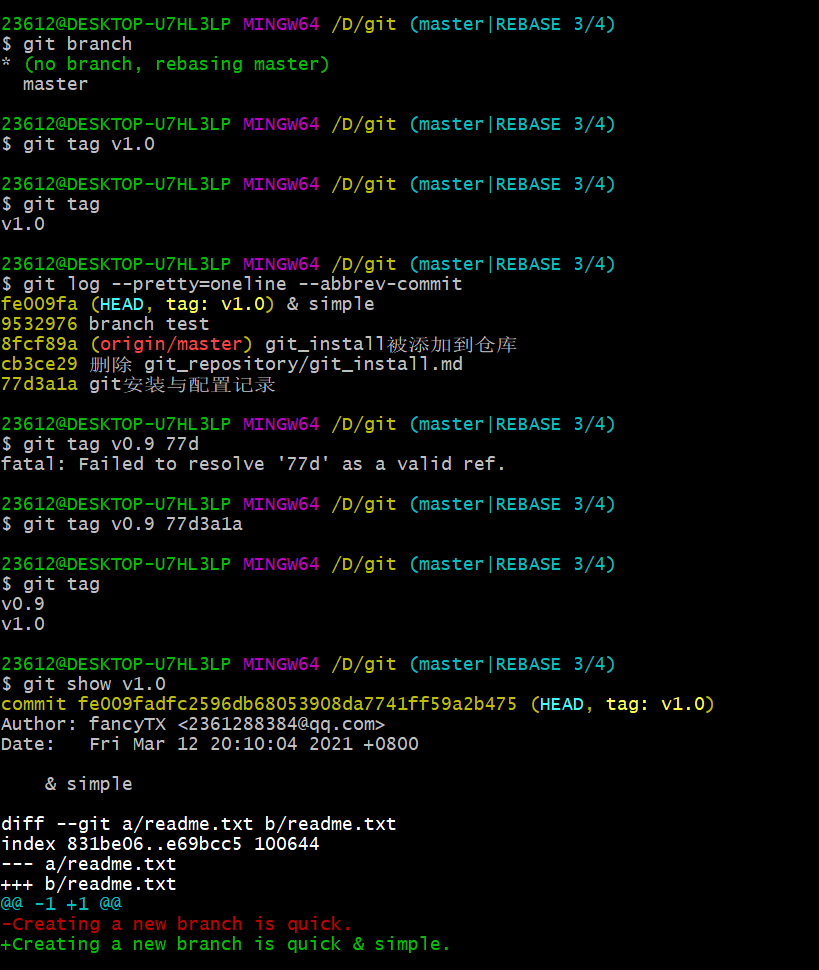 23612@DESKTOP-U7HL3LP MINGW64 /D/git (master|REBASE 3/4)
$ git branch
* (no branch, rebasing master)
  master
23612@DESKTOP-U7HL3LP MINGW64 /D/git (master|REBASE 3/4)
$ git tag v1.0
23612@DESKTOP-U7HL3LP MINGW64 /D/git (master|REBASE 3/4)
$ git tag
v1.0
23612@DESKTOP-U7HL3LP MINGW64 /D/git (master|REBASE 3/4)
$ git log --pretty=oneline --abbrev-commit
fe009fa (HEAD, tag: v1.0) & simple
9532976 branch test
8fcf89a (origin/master) git_install被添加到仓库
cb3ce29 删除 git_repository/git_install.md
77d3a1a git安装与配置记录
23612@DESKTOP-U7HL3LP MINGW64 /D/git (master|REBASE 3/4)
$ git tag v0.9 77d
fatal: Failed to resolve '77d' as a valid ref.
23612@DESKTOP-U7HL3LP MINGW64 /D/git (master|REBASE 3/4)
$ git tag v0.9 77d3a1a
23612@DESKTOP-U7HL3LP MINGW64 /D/git (master|REBASE 3/4)
$ git tag
v0.9
v1.0
23612@DESKTOP-U7HL3LP MINGW64 /D/git (master|REBASE 3/4)
$ git show v1.0
commit fe009fadfc2596db68053908da7741ff59a2b475 (HEAD, tag: v1.0)
Author: fancyTX <2361288384@qq.com>
Date:   Fri Mar 12 20:10:04 2021 +0800
    & simple
diff --git a/readme.txt b/readme.txt
index 831be06..e69bcc5 100644
--- a/readme.txt
+++ b/readme.txt
@@ -1 +1 @@
-Creating a new branch is quick.
+Creating a new branch is quick & simple.